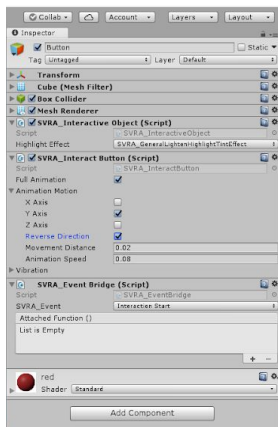 Collab
Account
Layers
Layout
Inspector
Button
Static
Tag Untagged
Layer Default
Transform
Cube (Mesh Filter)
Box Collider
Mesh Renderer
SVRA_Interactive Object (Script)
Script SVRA_InteractiveObject
Highlight Effect SVRA_GeneralLightenHighlightTintEffect
SVRA_Interact Button (Script)
Script SVRA_InteractButton
Full Animation
Animation Motion
X Axis
Y Axis
Z Axis
Reverse Direction
Movement Distance 0.02
Animation Speed 0.08
Vibration
SVRA_Event Bridge (Script)
Script SVRA_EventBridge
SVRA_Event Interaction Start
Attached Function ()
List is Empty
+ -
red
Shader Standard
Add Component